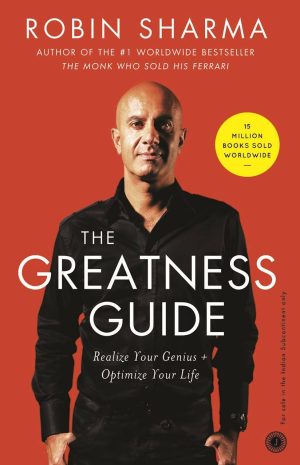 ROBIN SHARMA
AUTHOR OF THE #1 WORLDWIDE BESTSELLER
THE MONK WHO SOLD HIS FERRARI
15
MILLION
BOOKS SOLD
WORLDWIDE
THE
GREATNESS
GUIDE
Realize Your Genius +
Optimize Your Life
For sale in the Indian Subcontinent only